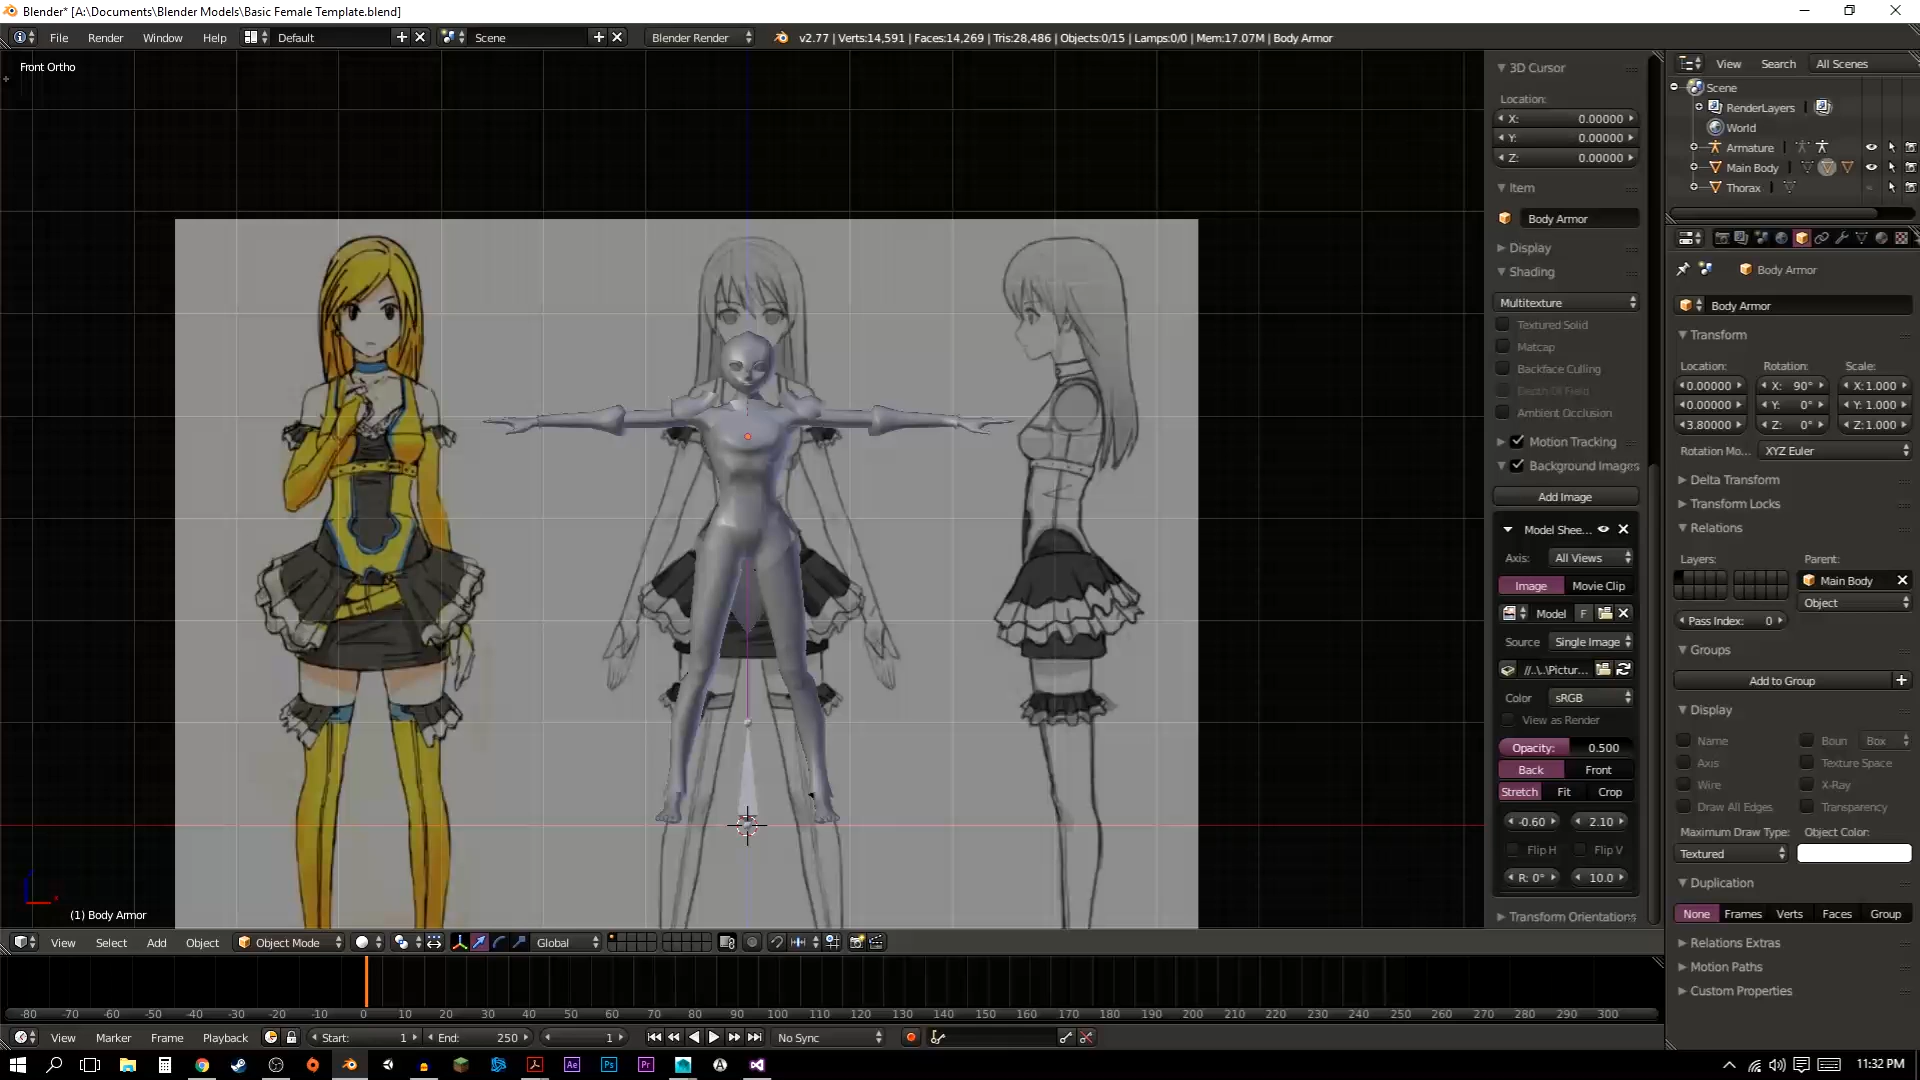 Blender* [A:\Documents\Blender Models\Basic Female Template.blend]
File Render Window Help Default Scene Blender Render v2.77 | Verts:14,591 | Faces:14,269 | Tris:28,486 | Objects:0/15 | Lamps:0/0 | Mem:17.07M | Body Armor
Front Ortho
(1) Body Armor
3D Cursor
Location:
X: 0.00000
Y: 0.00000
Z: 0.00000
Item
Body Armor
Display
Shading
Multitexture
Textured Solid
Matcap
Backface Culling
Depth Of Field
Ambient Occlusion
Motion Tracking
Background Images
Add Image
Model Shee...
Axis: All Views
Image Movie Clip
Model F
Source Single Image
//..\..\Pictur...
Color sRGB
View as Render
Opacity: 0.500
Back Front
Stretch Fit Crop
-0.60 2.10
Flip H Flip V
R: 0° 10.0
Transform Orientations
View Search All Scenes
Scene
RenderLayers
World
Armature
Main Body
Thorax
Body Armor
Body Armor
Transform
Location: Rotation: Scale:
0.00000 X: 90° X:1.000
0.00000 Y: 0° Y:1.000
3.80000 Z: 0° Z:1.000
Rotation Mo... XYZ Euler
Delta Transform
Transform Locks
Relations
Layers: Parent:
Main Body
Object
Pass Index: 0
Groups
Add to Group
Display
Name Boun Box
Axis Texture Space
Wire X-Ray
Draw All Edges Transparency
Maximum Draw Type: Object Color:
Textured
Duplication
None Frames Verts Faces Group
Relations Extras
Motion Paths
Custom Properties
View Select Add Object Object Mode Global
-80 -70 -60 -50 -40 -30 -20 -10 0 10 20 30 40 50 60 70 80 90 100 110 120 130 140 150 160 170 180 190 200 210 220 230 240 250 260 270 280 290 300
View Marker Frame Playback Start: 1 End: 250 1 No Sync
Ae Ps Pr 11:32 PM